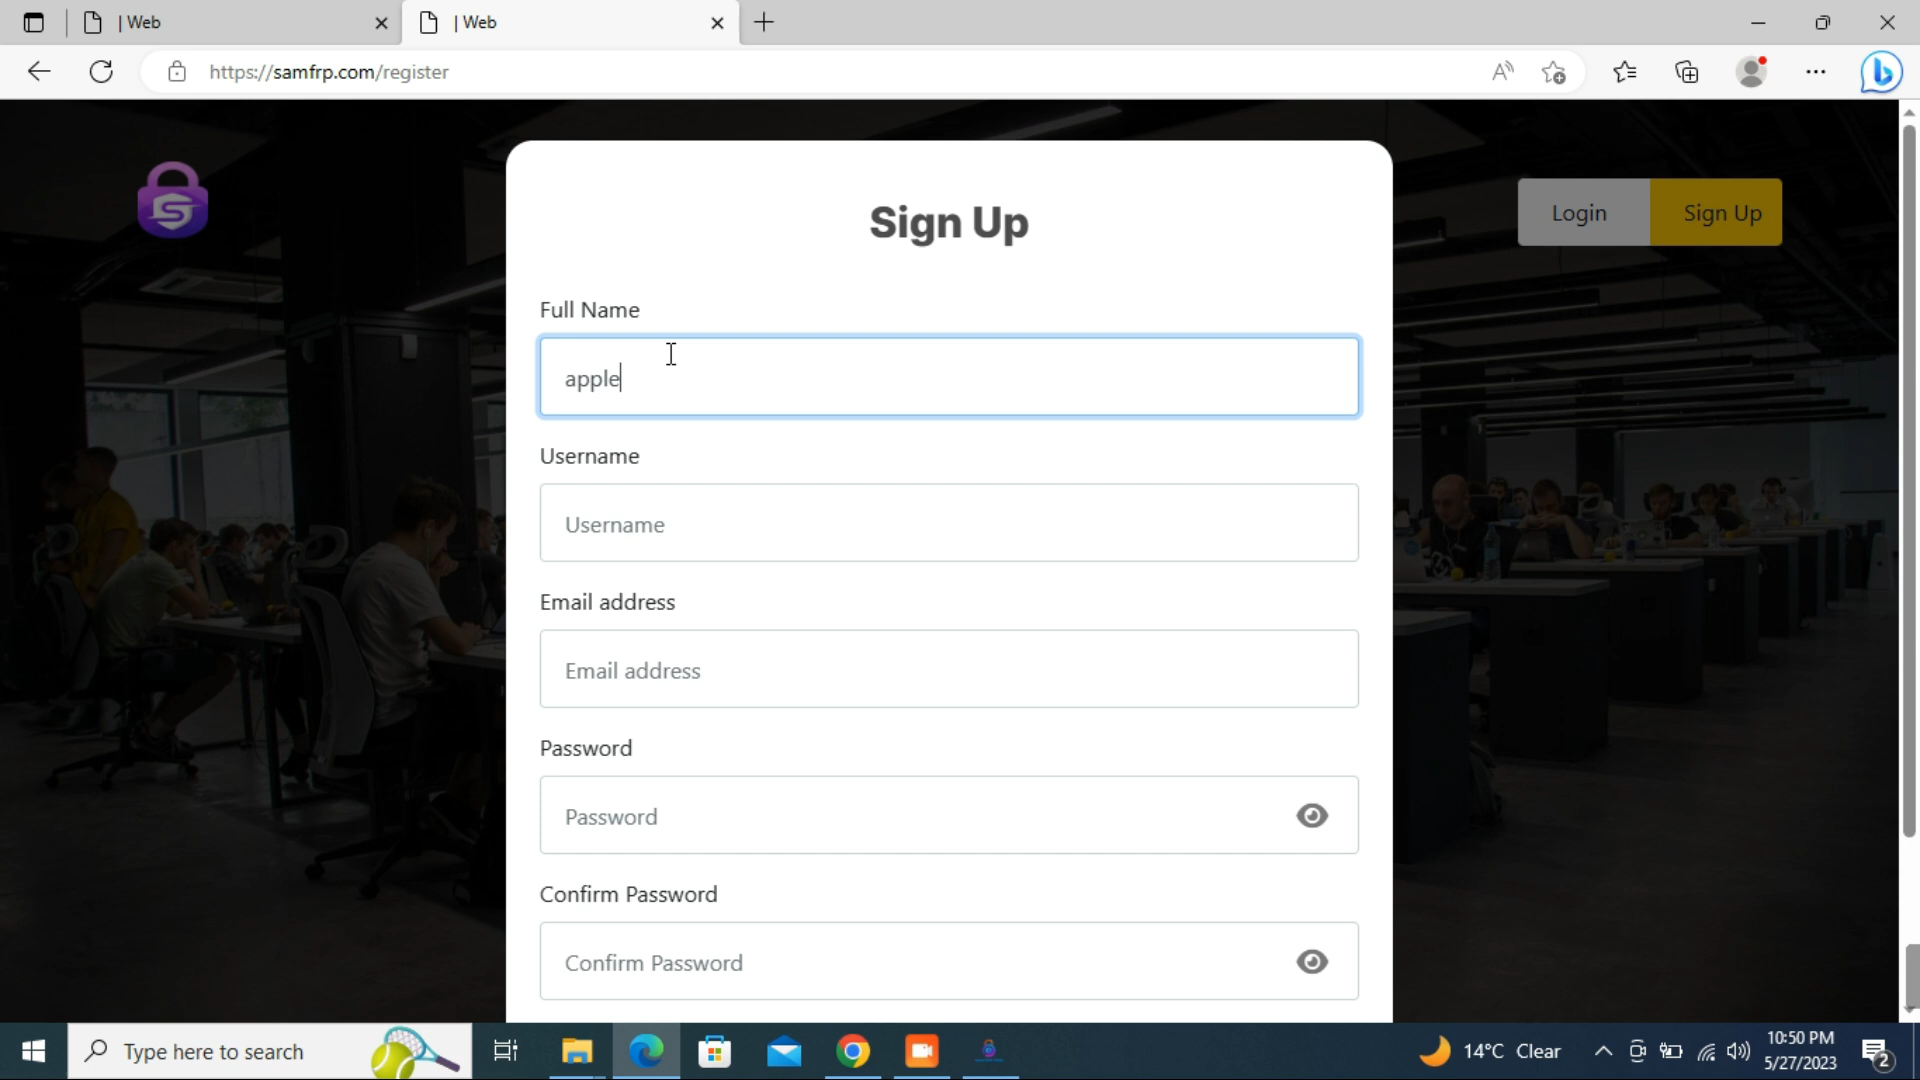 | Web
| Web
https://samfrp.com/register
Login
Sign Up
Sign Up
Full Name
apple
Username
Username
Email address
Email address
Password
Password
Confirm Password
Confirm Password
Type here to search
14°C Clear
10:50 PM
5/27/2023
2